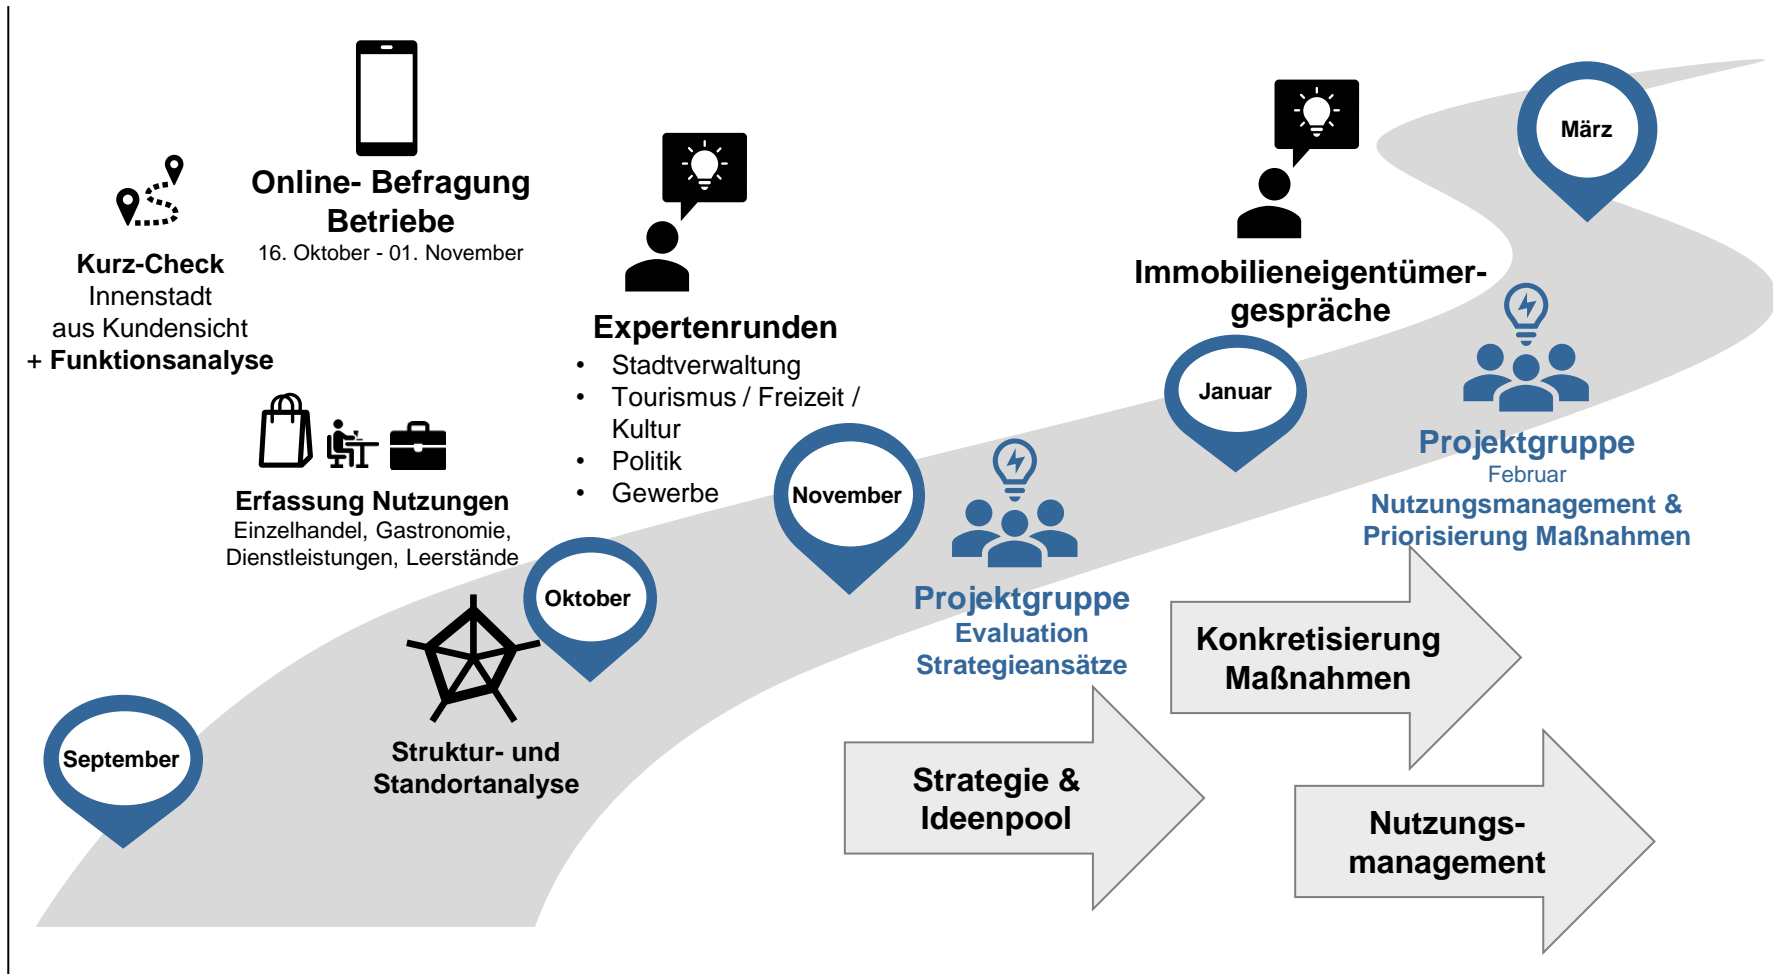 Online- Befragung
Betriebe
16. Oktober - 01. November
Kurz-Check
Innenstadt
aus Kundensicht
+ Funktionsanalyse
Erfassung Nutzungen
Einzelhandel, Gastronomie,
Dienstleistungen, Leerstände
Expertenrunden
• Stadtverwaltung
• Tourismus / Freizeit /
Kultur
• Politik
• Gewerbe
Immobilieneigentümer-
gespräche
September
Oktober
November
Januar
März
Struktur- und
Standortanalyse
Projektgruppe
Evaluation
Strategieansätze
Projektgruppe
Februar
Nutzungsmanagement &
Priorisierung Maßnahmen
Strategie &
Ideenpool
Konkretisierung
Maßnahmen
Nutzungs-
management